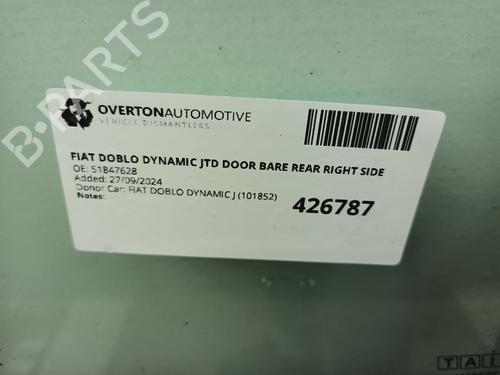 B-PARTS
OVERTONAUTOMOTIVE
VEHICLE DISMANTLERS
FIAT DOBLO DYNAMIC JTD DOOR BARE REAR RIGHT SIDE
OE: 51847628
Added: 27/09/2024
Donor Car: FIAT DOBLO DYNAMIC J (101852)
Notes:
426787